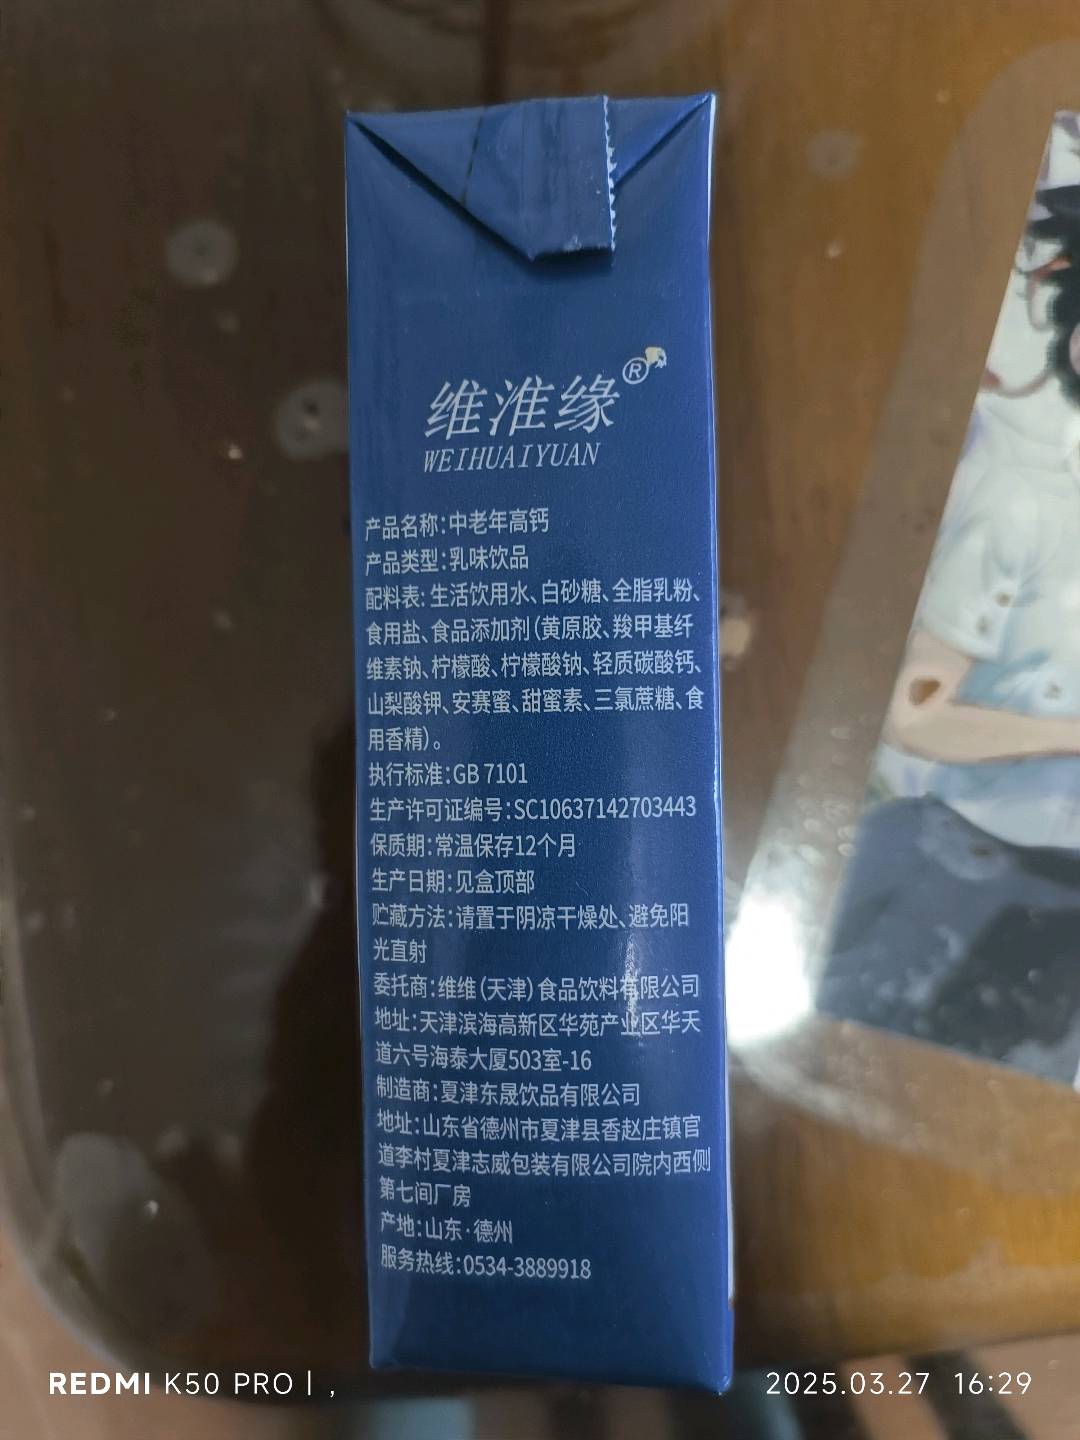 维淮缘®
WEIHUAIYUAN
产品名称:中老年高钙
产品类型:乳味饮品
配料表:生活饮用水、白砂糖、全脂乳粉、
食用盐、食品添加剂(黄原胶、羧甲基纤
维素钠、柠檬酸、柠檬酸钠、轻质碳酸钙、
山梨酸钾、安赛蜜、甜蜜素、三氯蔗糖、食
用香精)。
执行标准:GB 7101
生产许可证编号:SC10637142703443
保质期:常温保存12个月
生产日期:见盒顶部
贮藏方法:请置于阴凉干燥处、避免阳
光直射
委托商:维维(天津)食品饮料有限公司
地址:天津滨海高新区华苑产业区华天
道六号海泰大厦503室-16
制造商:夏津东晟饮品有限公司
地址:山东省德州市夏津县香赵庄镇官
道李村夏津志威包装有限公司院内西侧
第七间厂房
产地:山东·德州
服务热线:0534-3889918
REDMI K50 PRO | ,
2025.03.27 16:29